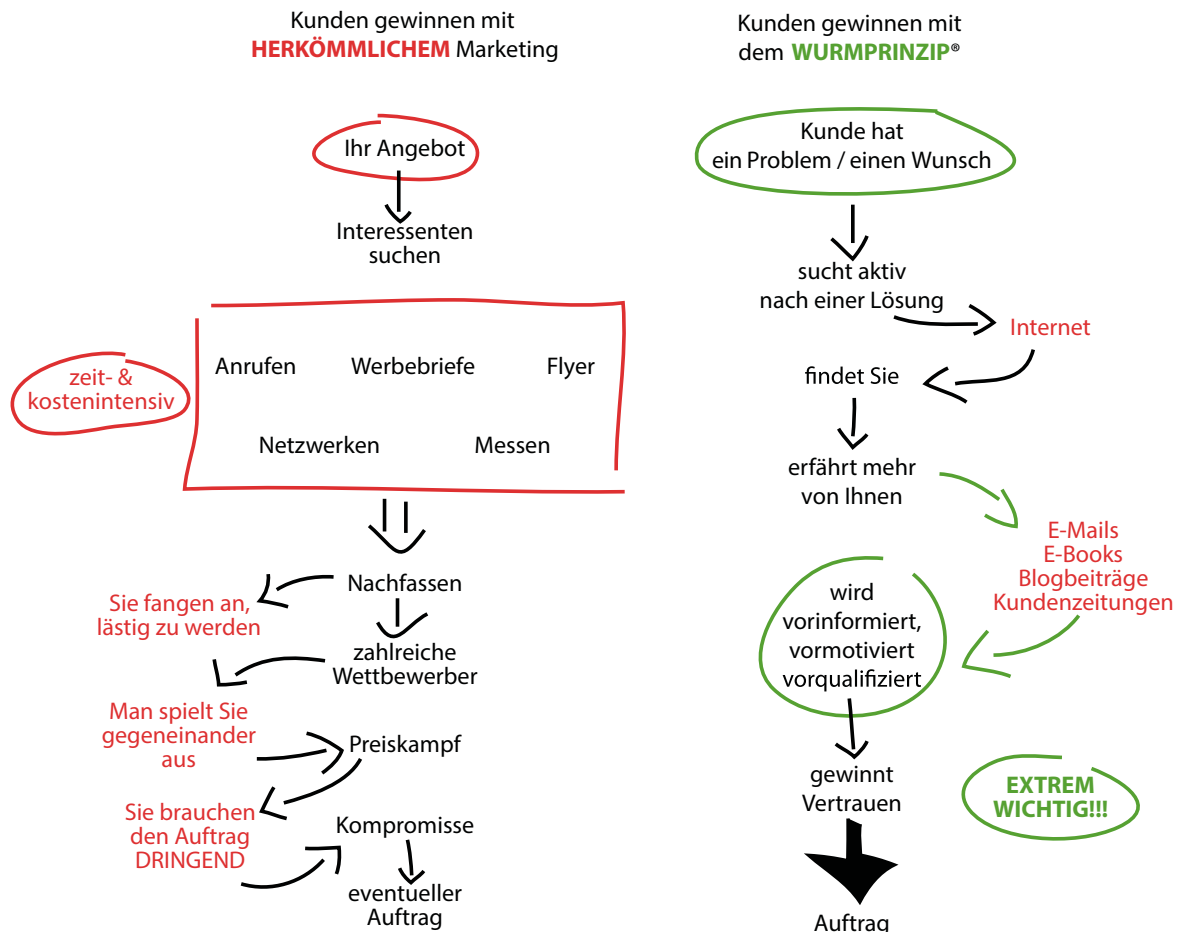 Kunden gewinnen mit
HERKÖMMLICHEM Marketing
Ihr Angebot
Interessenten
suchen
zeit- &
kostenintensiv
Anrufen
Werbebriefe
Flyer
Netzwerken
Messen
Nachfassen
Sie fangen an,
lästig zu werden
zahlreiche
Wettbewerber
Man spielt Sie
gegeneinander
aus
Preiskampf
Sie brauchen
den Auftrag
DRINGEND
Kompromisse
eventueller
Auftrag
Kunden gewinnen mit
dem WURMPRINZIP®
Kunde hat
ein Problem / einen Wunsch
sucht aktiv
nach einer Lösung
Internet
findet Sie
erfährt mehr
von Ihnen
E-Mails
E-Books
Blogbeiträge
Kundenzeitungen
wird
vorinformiert,
vormotiviert
vorqualifiziert
gewinnt
Vertrauen
EXTREM
WICHTIG!!!
Auftrag